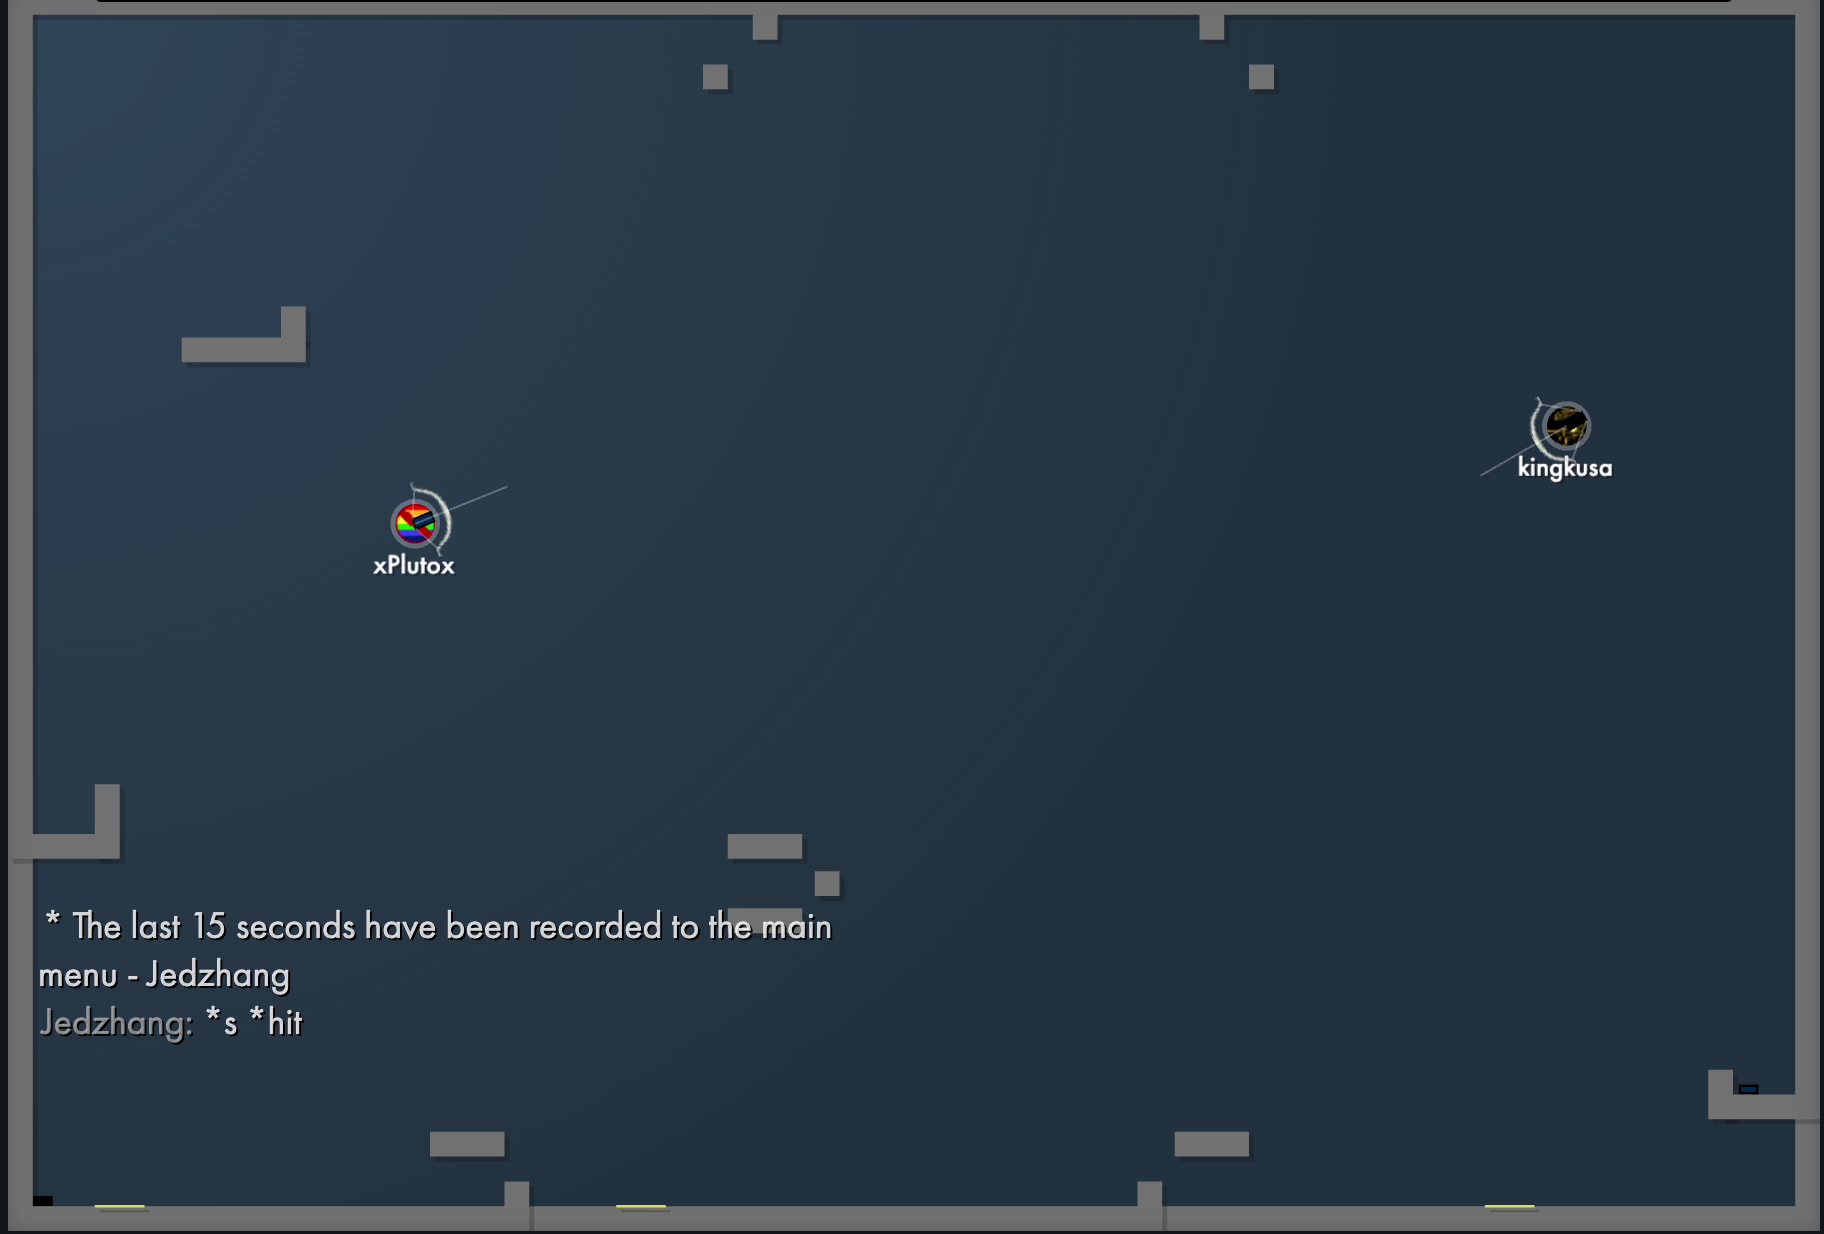 kingkusa
xPlutox
* The last 15 seconds have been recorded to the main
menu - Jedzhang
Jedzhang: *s *hit